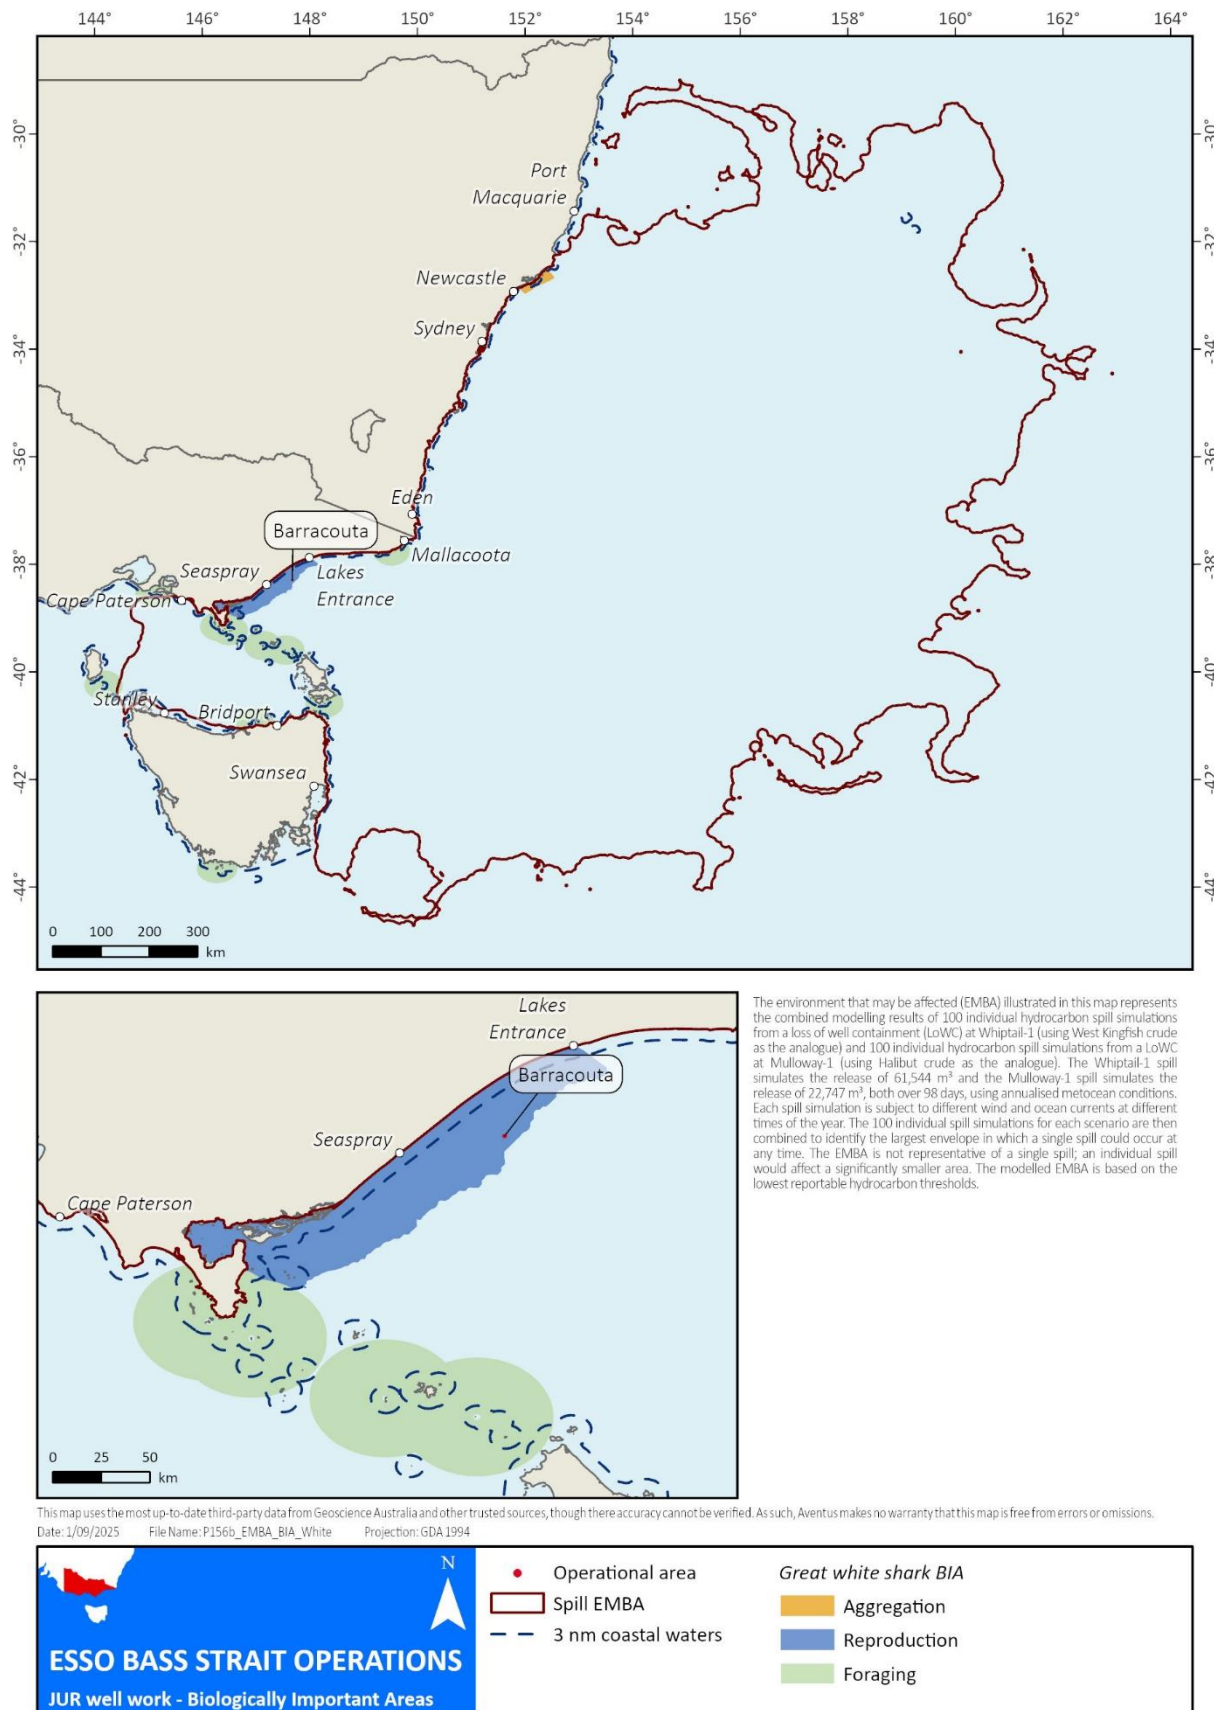 144° 146° 148° 150° 152° 154° 156° 158° 160° 162° 164°
-30° -30°
Port
Macquarie
-32° -32°
Newcastle
Sydney
-34° -34°
-36° -36°
Eden
Barracouta
Mallacoota
-38° -38°
Seaspray
Lakes
Entrance
Cape Paterson
-40° -40°
Stanley
Bridport
Swansea
-42° -42°
-44° -44°
0 100 200 300
km
Lakes
Entrance
Barracouta
Seaspray
Cape Paterson
0 25 50
km
The environment that may be affected (EMBA) illustrated in this map represents
the combined modelling results of 100 individual hydrocarbon spill simulations
from a loss of well containment (LoWC) at Whiptail-1 (using West Kingfish crude
as the analogue) and 100 individual hydrocarbon spill simulations from a LoWC
at Mulloway-1 (using Halibut crude as the analogue). The Whiptail-1 spill
simulates the release of 61,544 m³ and the Mulloway-1 spill simulates the
release of 22,747 m³, both over 98 days, using annualised metocean conditions.
Each spill simulation is subject to different wind and ocean currents at different
times of the year. The 100 individual spill simulations for each scenario are then
combined to identify the largest envelope in which a single spill could occur at
any time. The EMBA is not representative of a single spill; an individual spill
would affect a significantly smaller area. The modelled EMBA is based on the
lowest reportable hydrocarbon thresholds.
This map uses the most up-to-date third-party data from Geoscience Australia and other trusted sources, though there accuracy cannot be verified. As such, Aventus makes no warranty that this map is free from errors or omissions.
Date: 1/09/2025 File Name: P156b_EMBA_BIA_White Projection: GDA 1994
N
ESSO BASS STRAIT OPERATIONS
JUR well work - Biologically Important Areas
Operational area
Spill EMBA
3 nm coastal waters
Great white shark BIA
Aggregation
Reproduction
Foraging